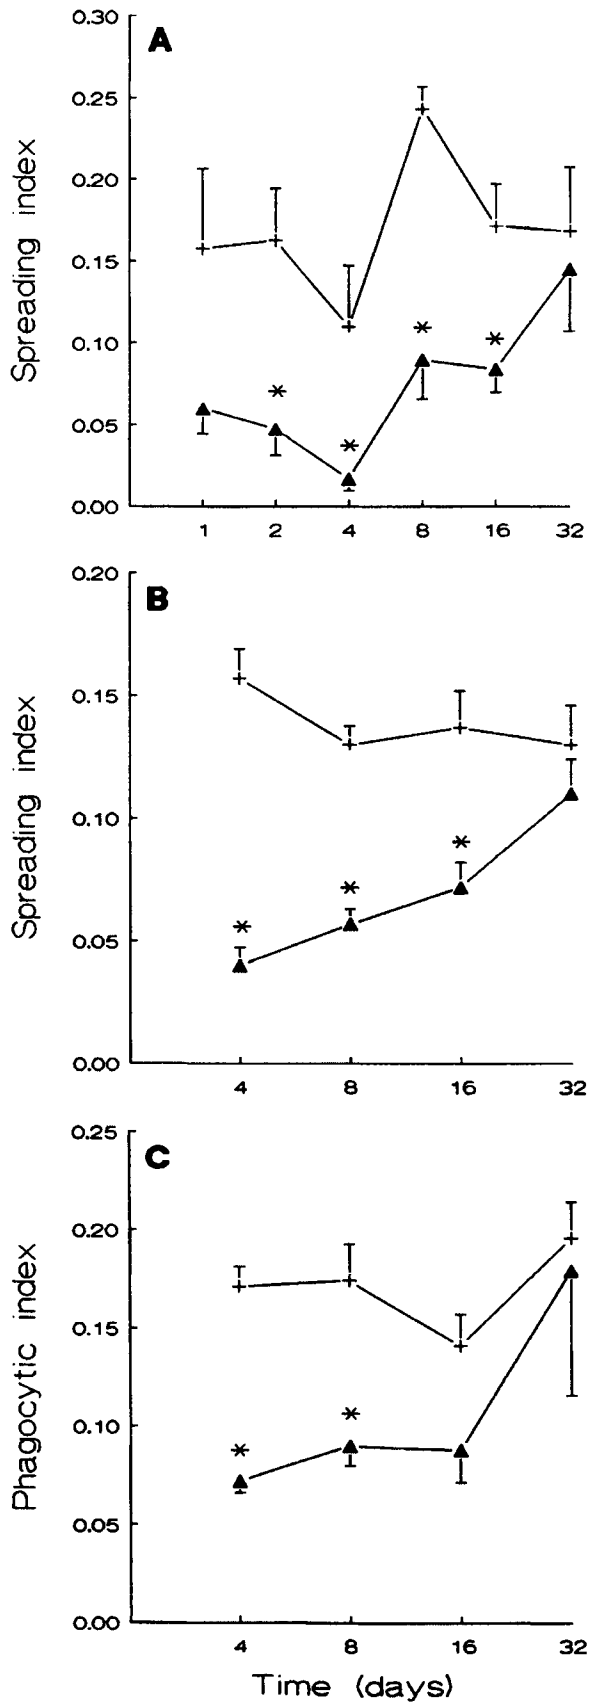 A
Spreading index
0.30
0.25
0.20
0.15
0.10
0.05
0.00
* * * *
1 2 4 8 16 32
B
Spreading index
0.20
0.15
0.10
0.05
0.00
* * *
4 8 16 32
C
Phagocytic index
0.25
0.20
0.15
0.10
0.05
0.00
* *
4 8 16 32
Time (days)